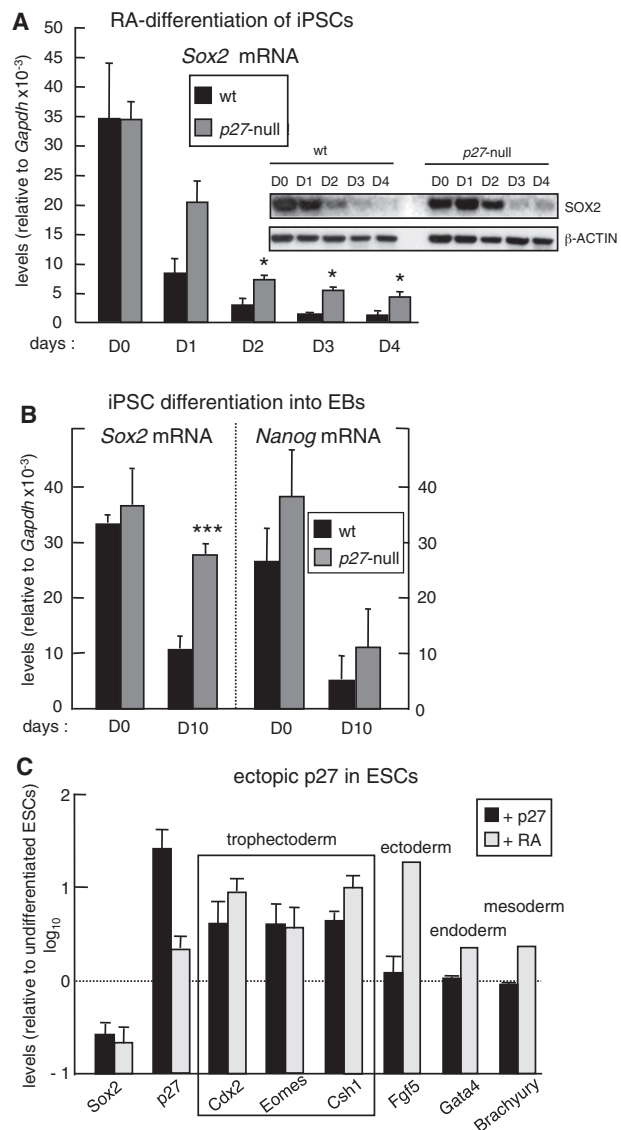 A RA-differentiation of iPSCs
Sox2 mRNA
wt
p27-null
levels (relative to Gapdh x10-3)
50
45
40
35
30
25
20
15
10
5
0
* * *
days : D0 D1 D2 D3 D4
wt p27-null
D0 D1 D2 D3 D4 D0 D1 D2 D3 D4
SOX2
β-ACTIN
B iPSC differentiation into EBs
Sox2 mRNA Nanog mRNA
levels (relative to Gapdh x10-3)
40 40
30 30
20 20
10 10
0 0
***
wt
p27-null
days : D0 D10 D0 D10
C ectopic p27 in ESCs
levels (relative to undifferentiated ESCs)
log10
2
1
0
- 1
+ p27
+ RA
trophectoderm
ectoderm
endoderm
mesoderm
Sox2 p27 Cdx2 Eomes Csh1 Fgf5 Gata4 Brachyury